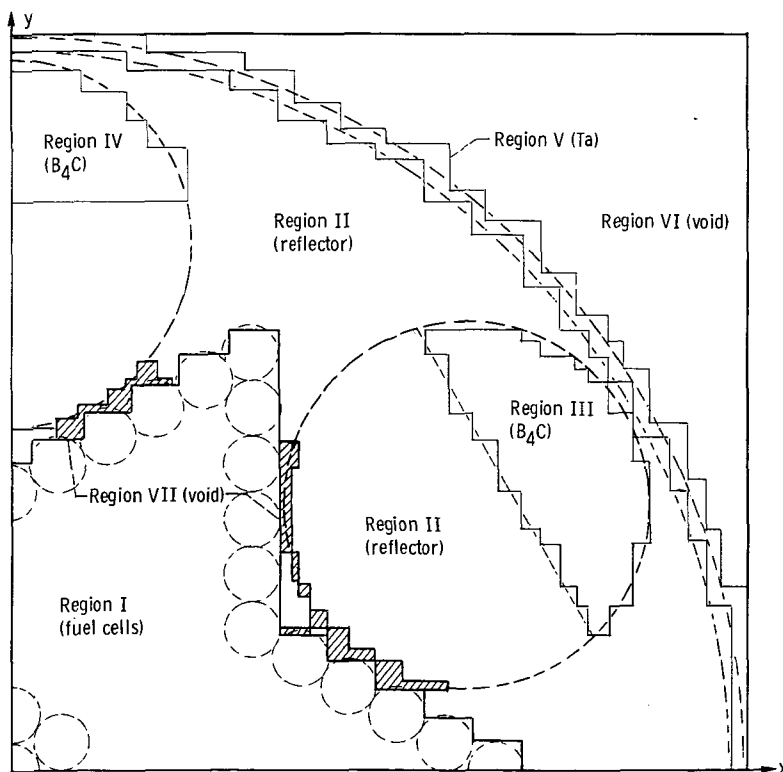 y
Region IV
(B4C)
Region V (Ta)
Region II
(reflector)
Region VI (void)
Region III
(B4C)
Region VII (void)
Region II
(reflector)
Region I
(fuel cells)
x